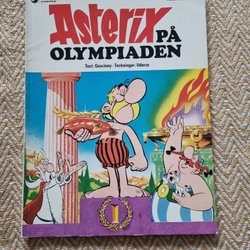 Asterix
PÅ
OLYMPIADEN
Text: Goscinny · Teckningar: Uderzo
1